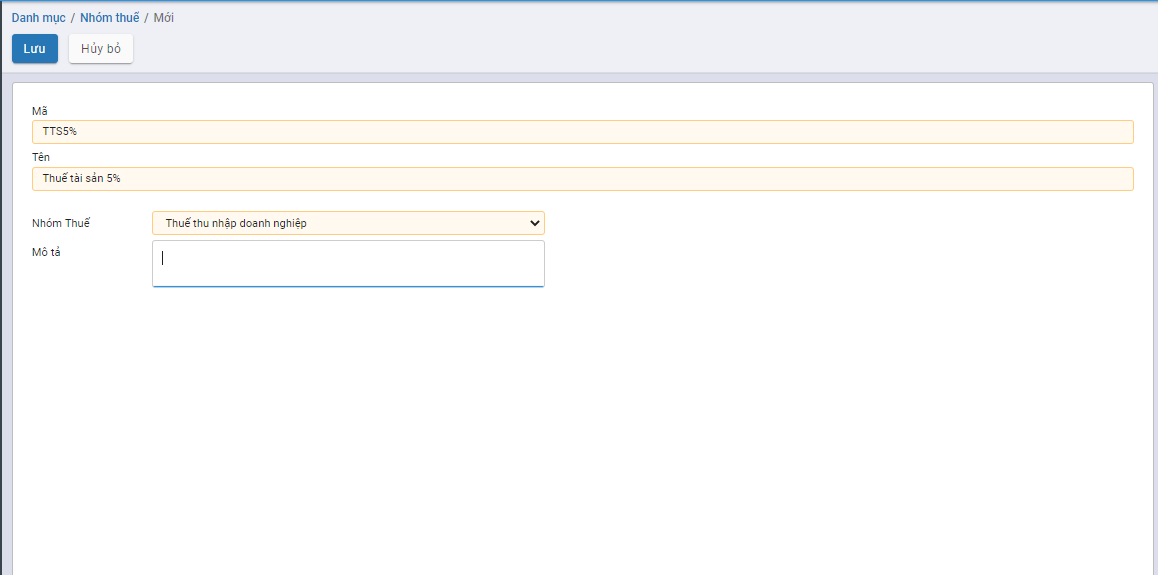 Danh mục / Nhóm thuế / Mới
Lưu Hủy bỏ
Mã
TTS5%
Tên
Thuế tài sản 5%
Nhóm Thuế Thuế thu nhập doanh nghiệp
Mô tả